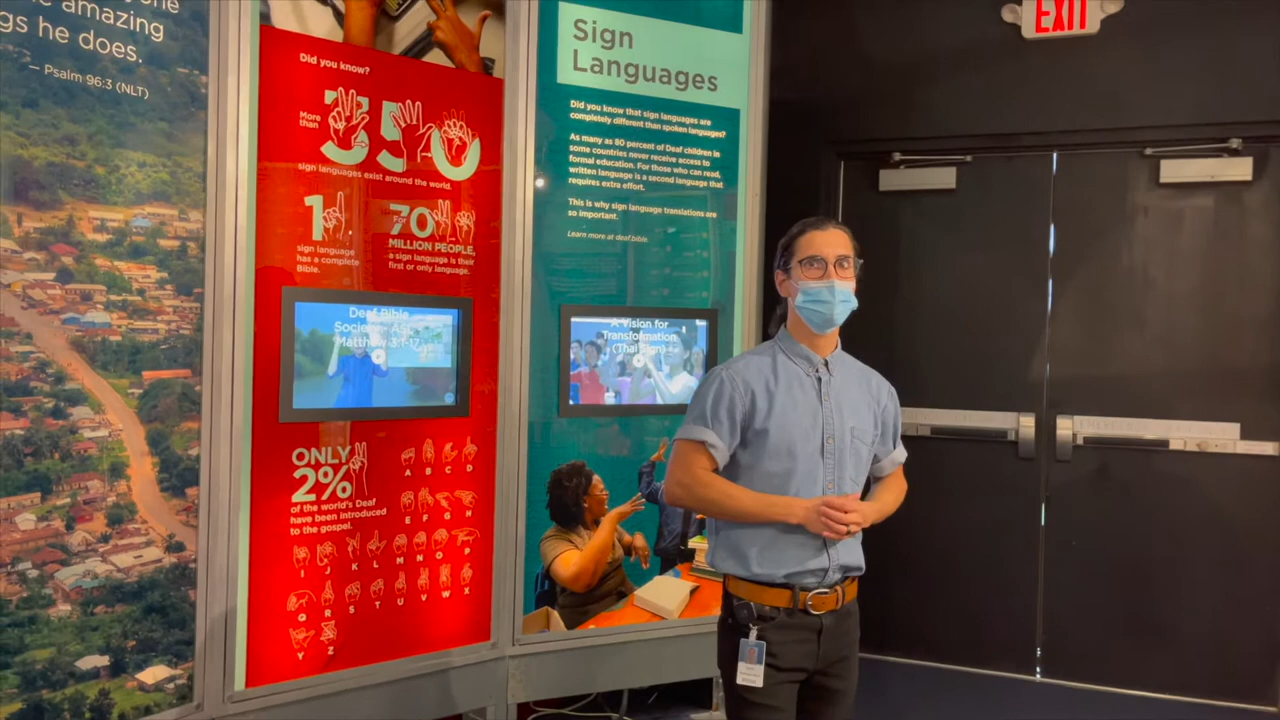 amazing
gs he does.
— Psalm 96:3 (NLT)
Did you know?
More
than
350
sign languages exist around the world.
1
sign language
has a complete
Bible.
For 70
MILLION PEOPLE,
a sign language is their
first or only language.
Deaf Bible
Society - ASL
Matthew 3:1-17
ONLY
2%
of the world's Deaf
have been introduced
to the gospel.
A B C D
E F G H
I J K L M N O P
Q R S T U V W X
Y Z
Sign
Languages
Did you know that sign languages are
completely different than spoken languages?
As many as 80 percent of Deaf children in
some countries never receive access to
formal education. For those who can read,
written language is a second language that
requires extra effort.
This is why sign language translations are
so important.
Learn more at deaf.bible.
A Vision for
Transformation
(Thai Sign)
EXIT